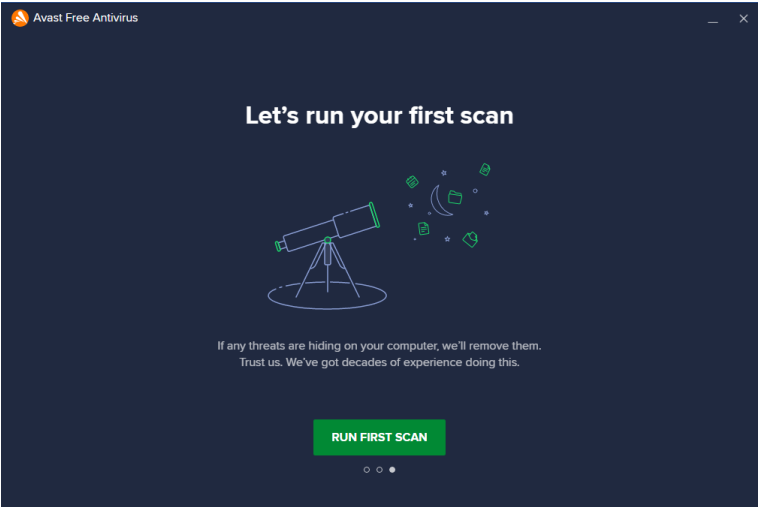 Avast Free Antivirus
Let's run your first scan
If any threats are hiding on your computer, we'll remove them.
Trust us. We've got decades of experience doing this.
RUN FIRST SCAN